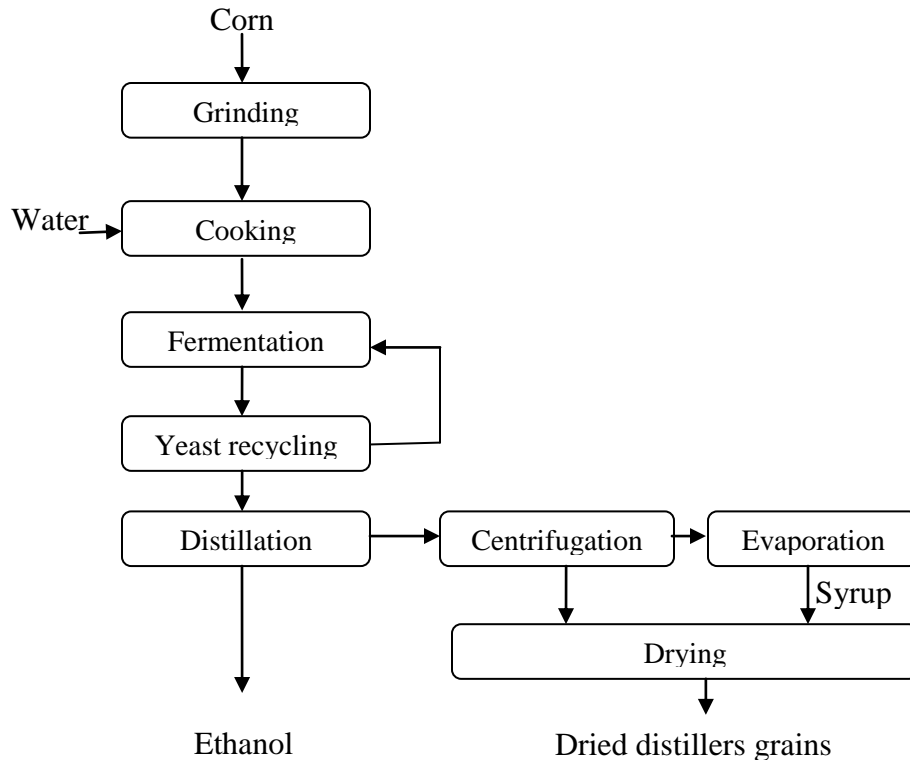 Corn
Grinding
Water
Cooking
Fermentation
Yeast recycling
Distillation
Centrifugation
Evaporation
Syrup
Drying
Ethanol
Dried distillers grains